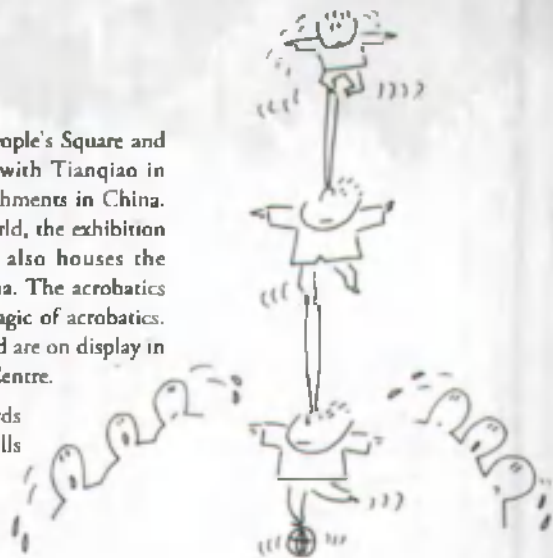 ople's Square and
with Tianqiao in
hments in China.
rld, the exhibition
also houses the
na. The acrobatics
agic of acrobatics.
d are on display in
Centre.
rds
lls